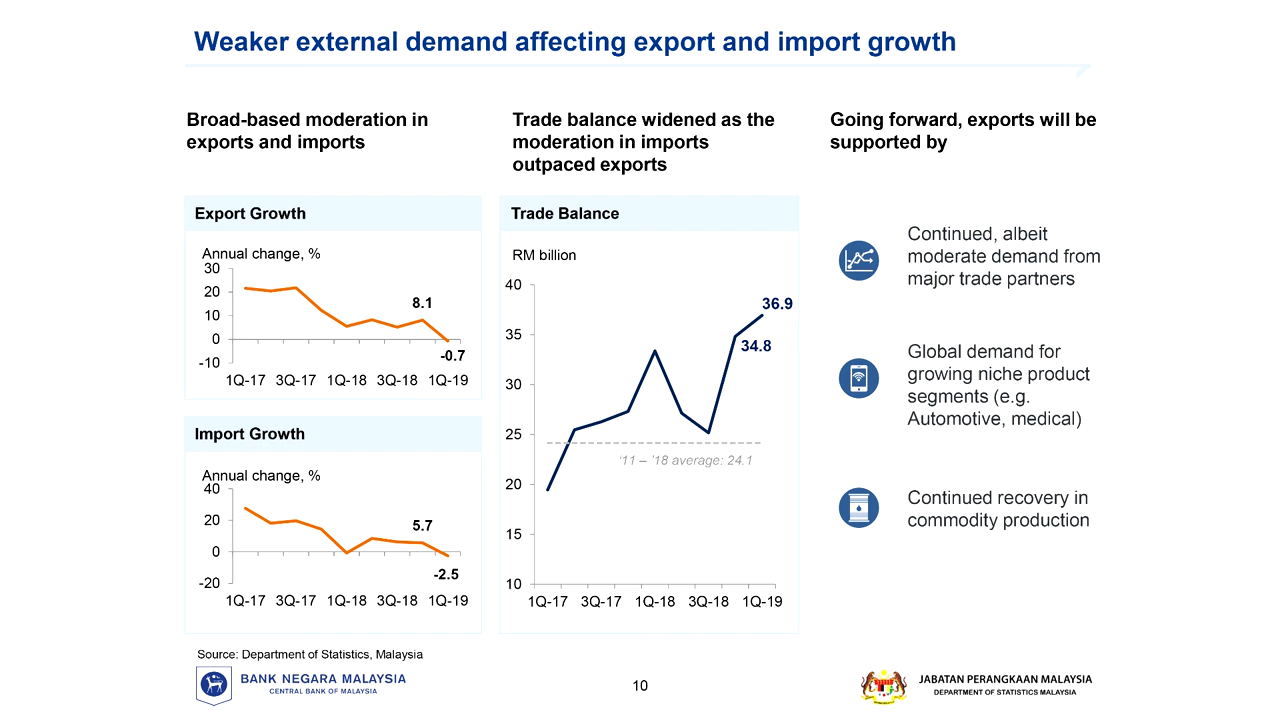 Weaker external demand affecting export and import growth
Broad-based moderation in
exports and imports
Export Growth
Annual change, %
30
20
10
0
-10
8.1
-0.7
1Q-17 3Q-17 1Q-18 3Q-18 1Q-19
Import Growth
Annual change, %
40
20
0
-20
5.7
-2.5
1Q-17 3Q-17 1Q-18 3Q-18 1Q-19
Trade balance widened as the
moderation in imports
outpaced exports
Trade Balance
RM billion
40
35
30
25
20
15
10
36.9
34.8
'11 – '18 average: 24.1
1Q-17 3Q-17 1Q-18 3Q-18 1Q-19
Going forward, exports will be
supported by
Continued, albeit
moderate demand from
major trade partners
Global demand for
growing niche product
segments (e.g.
Automotive, medical)
Continued recovery in
commodity production
Source: Department of Statistics, Malaysia
BANK NEGARA MALAYSIA
CENTRAL BANK OF MALAYSIA
10
JABATAN PERANGKAAN MALAYSIA
DEPARTMENT OF STATISTICS MALAYSIA